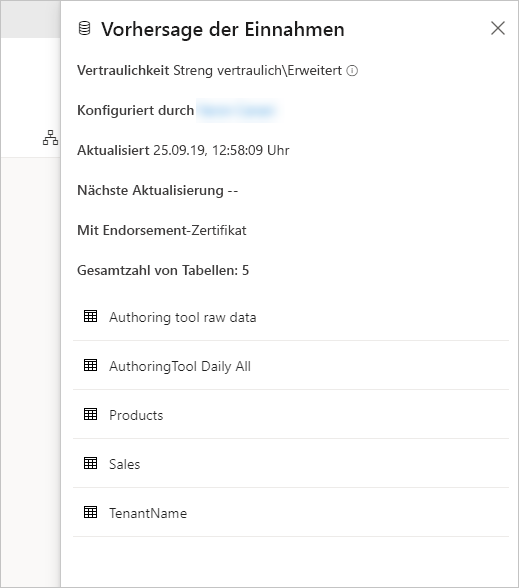 Vorhersage der Einnahmen
Vertraulichkeit Streng vertraulich\Erweitert
Konfiguriert durch
Aktualisiert 25.09.19, 12:58:09 Uhr
Nächste Aktualisierung --
Mit Endorsement-Zertifikat
Gesamtzahl von Tabellen: 5
Authoring tool raw data
AuthoringTool Daily All
Products
Sales
TenantName